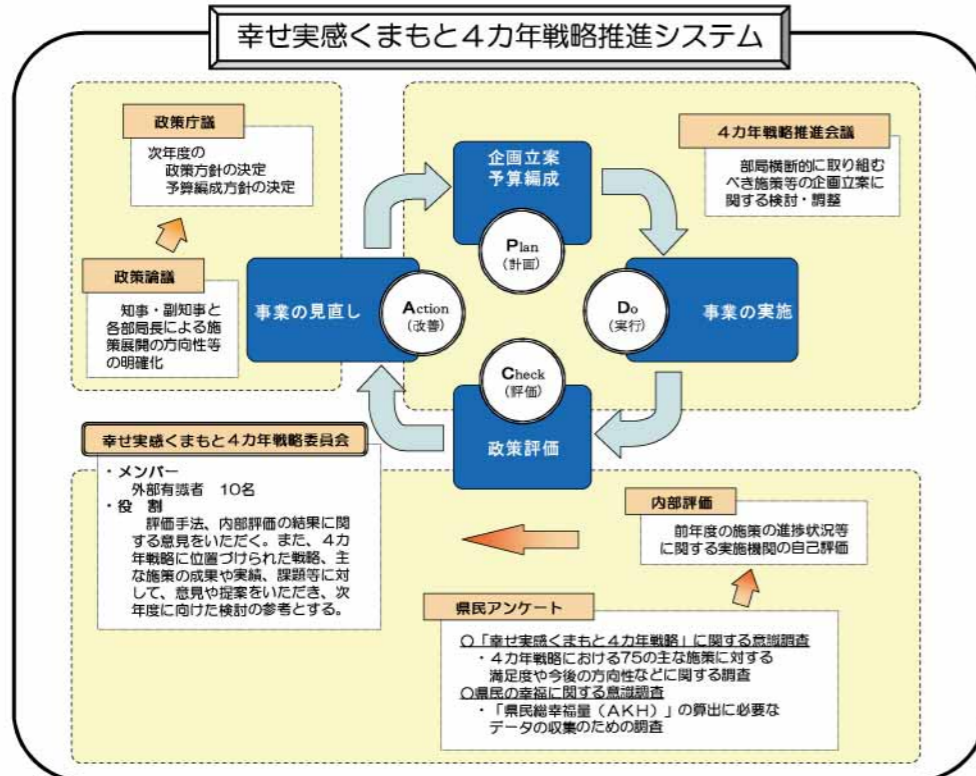 幸せ実感くまもと４カ年戦略推進システム
政策庁議
次年度の
政策方針の決定
予算編成方針の決定
政策論議
知事・副知事と
各部局長による施
策展開の方向性等
の明確化
企画立案
予算編成
Plan
(計画)
４カ年戦略推進会議
部局横断的に取り組む
べき施策等の企画立案に
関する検討・調整
事業の見直し
Action
(改善)
Do
(実行)
事業の実施
Check
(評価)
政策評価
幸せ実感くまもと４カ年戦略委員会
・メンバー
外部有識者　10名
・役　割
評価手法、内部評価の結果に関
する意見をいただく。また、４カ
年戦略に位置づけられた戦略、主
な施策の成果や実績、課題等に対
して、意見や提案をいただき、次
年度に向けた検討の参考とする。
内部評価
前年度の施策の進捗状況等
に関する実施機関の自己評価
県民アンケート
○「幸せ実感くまもと４カ年戦略」に関する意識調査
・４カ年戦略における75の主な施策に対する
満足度や今後の方向性などに関する調査
○県民の幸福に関する意識調査
・「県民総幸福量（ＡＫＨ）」の算出に必要な
データの収集のための調査